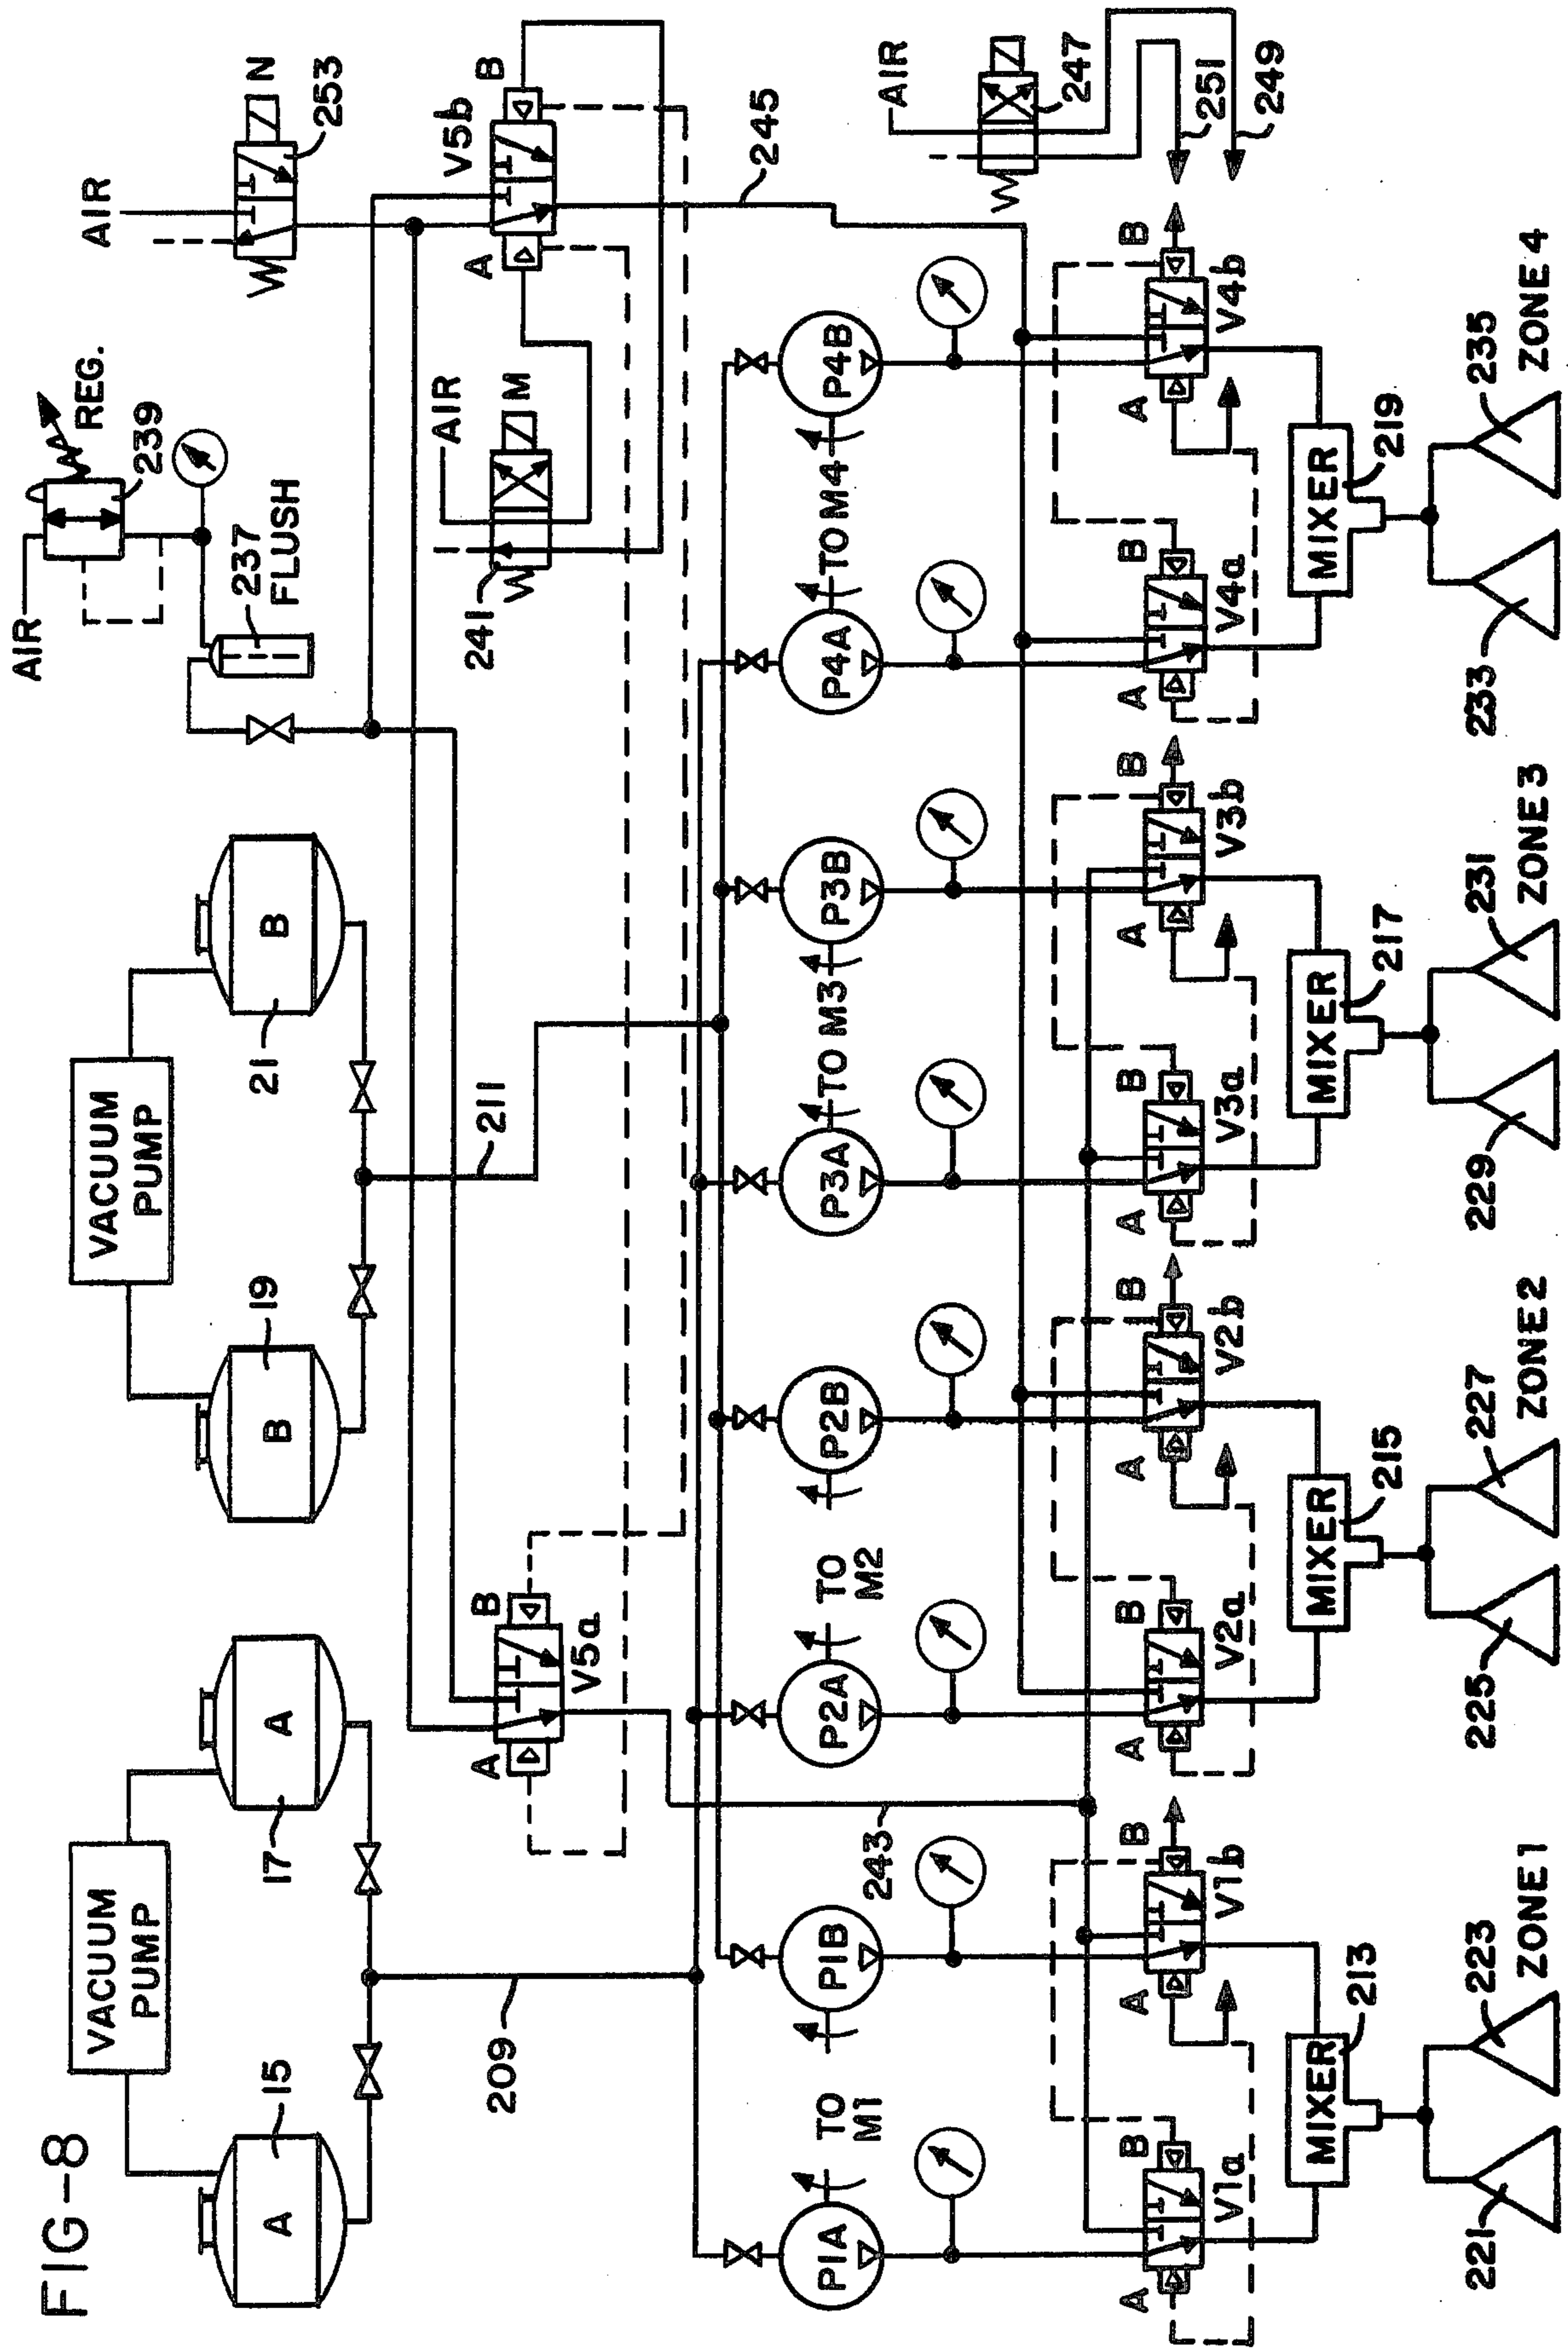 FIG-8
VACUUM
PUMP
VACUUM
PUMP
A
15
A
17
B
19
B
21
AIR
REG.
239
237
FLUSH
AIR
N
253
209
211
A
B
V5a
241
AIR
M
A
B
V5b
245
AIR
247
251
249
P1A
TO
M1
P1B
P2A
TO
M2
P2B
P3A
TO M3
P3B
P4A
TO M4
P4B
243
A
B
V1a
A
B
V1b
A
B
V2a
A
B
V2b
A
B
V3a
A
B
V3b
A
B
V4a
A
B
V4b
MIXER
213
MIXER
215
MIXER
217
MIXER
219
221
223
ZONE 1
225
227
ZONE 2
229
231
ZONE 3
233
235
ZONE 4